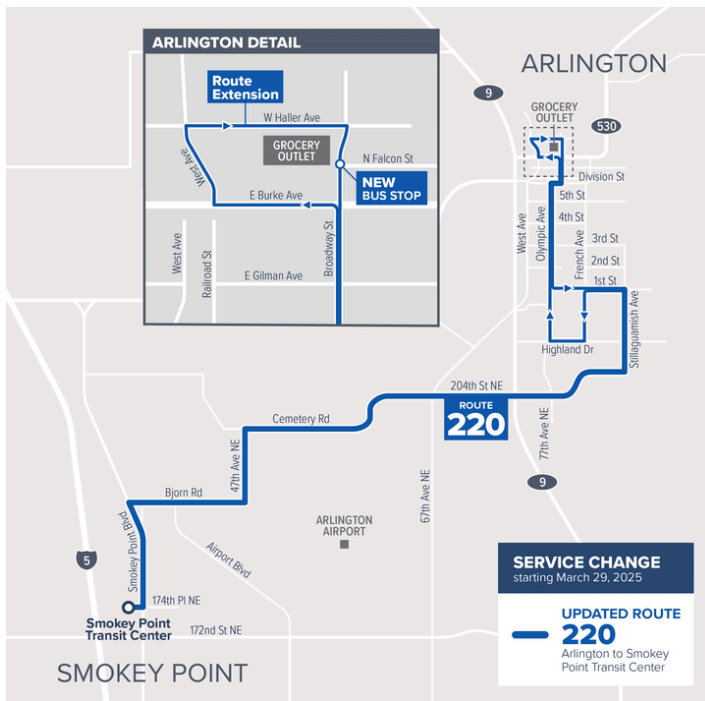 ARLINGTON DETAIL
Route
Extension
W Haller Ave
GROCERY
OUTLET
N Falcon St
NEW
BUS STOP
West Ave
E Burke Ave
West Ave
Railroad St
Broadway St
E Gilman Ave
ARLINGTON
9
GROCERY
OUTLET
530
Division St
5th St
4th St
West Ave
Olympic Ave
French Ave
3rd St
2nd St
1st St
Highland Dr
Stillaguamish Ave
204th St NE
ROUTE
220
Cemetery Rd
77th Ave NE
47th Ave NE
67th Ave NE
9
Bjorn Rd
ARLINGTON
AIRPORT
Smokey Point Blvd
Airport Blvd
5
174th Pl NE
Smokey Point
Transit Center
172nd St NE
SMOKEY POINT
SERVICE CHANGE
starting March 29, 2025
UPDATED ROUTE
220
Arlington to Smokey
Point Transit Center